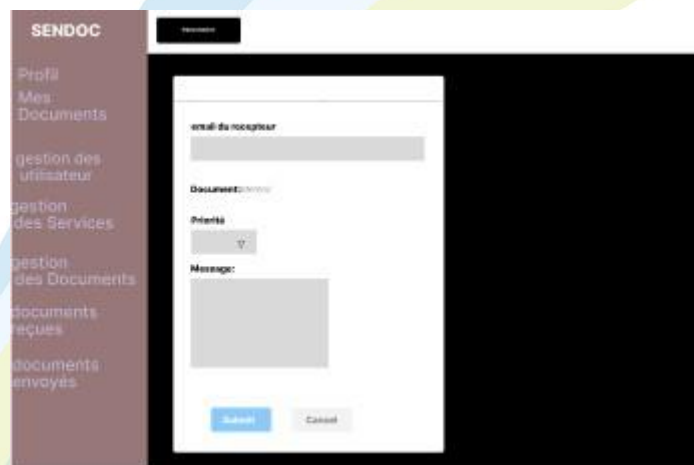 SENDOC
Profil
Mes
Documents
gestion des
utilisateur
gestion
des Services
gestion
des Documents
documents
reçues
documents
envoyés
email du recepteur
Document:
Priorité
Message:
Submit
Cancel